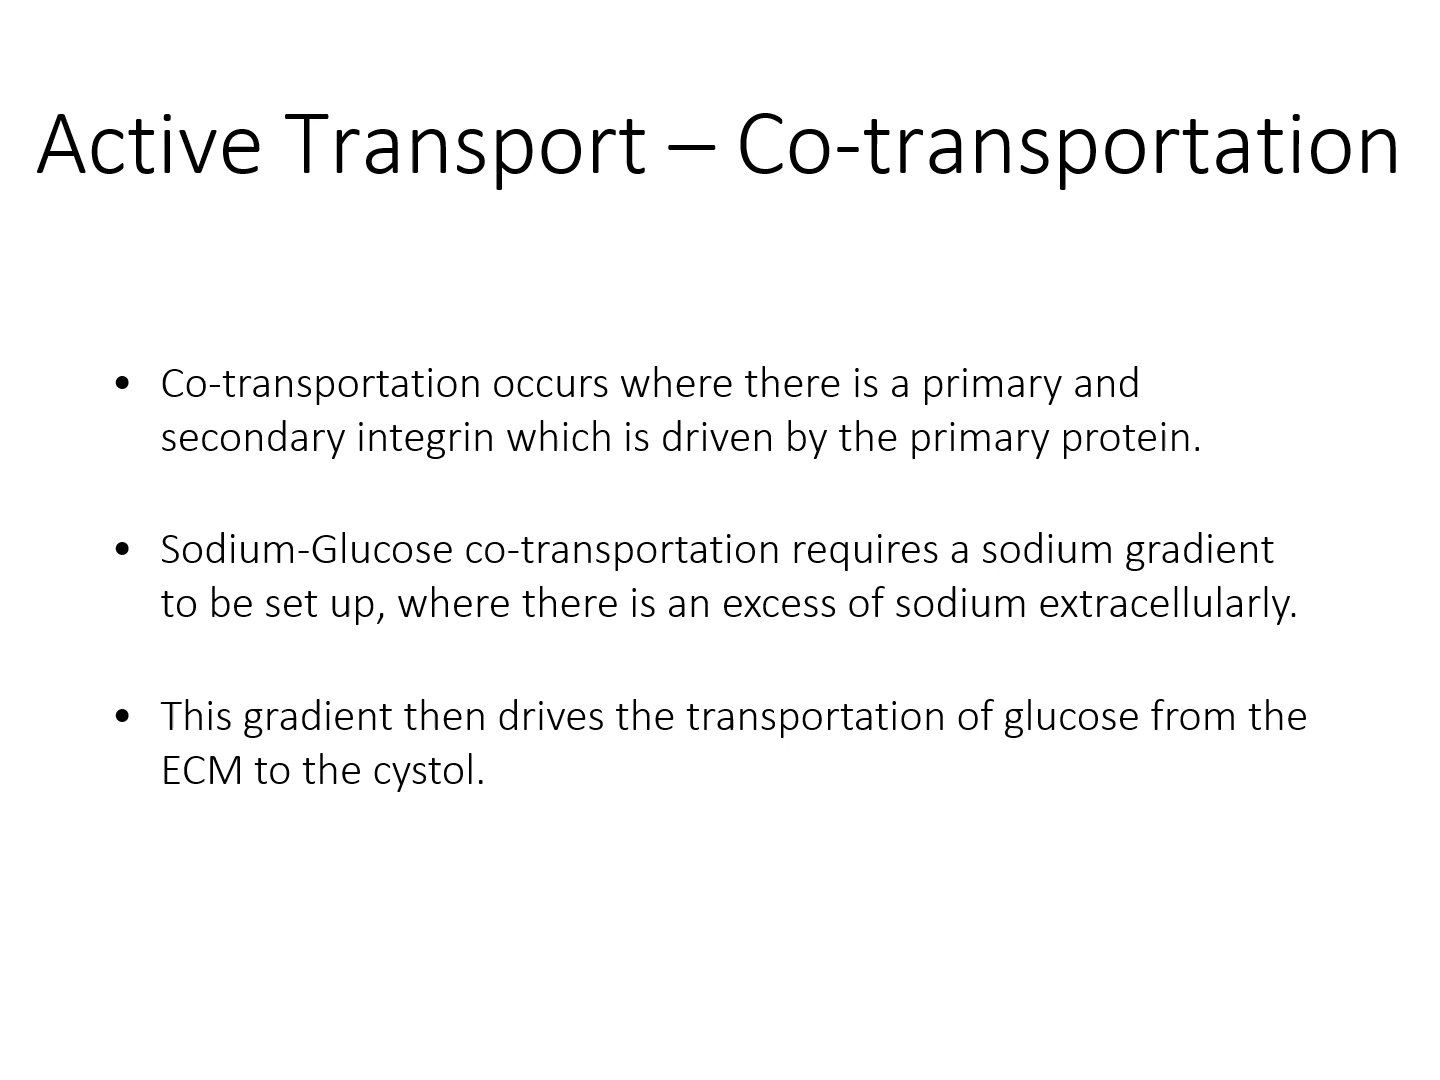 Active Transport – Co-transportation
• Co-transportation occurs where there is a primary and
secondary integrin which is driven by the primary protein.
• Sodium-Glucose co-transportation requires a sodium gradient
to be set up, where there is an excess of sodium extracellularly.
• This gradient then drives the transportation of glucose from the
ECM to the cystol.